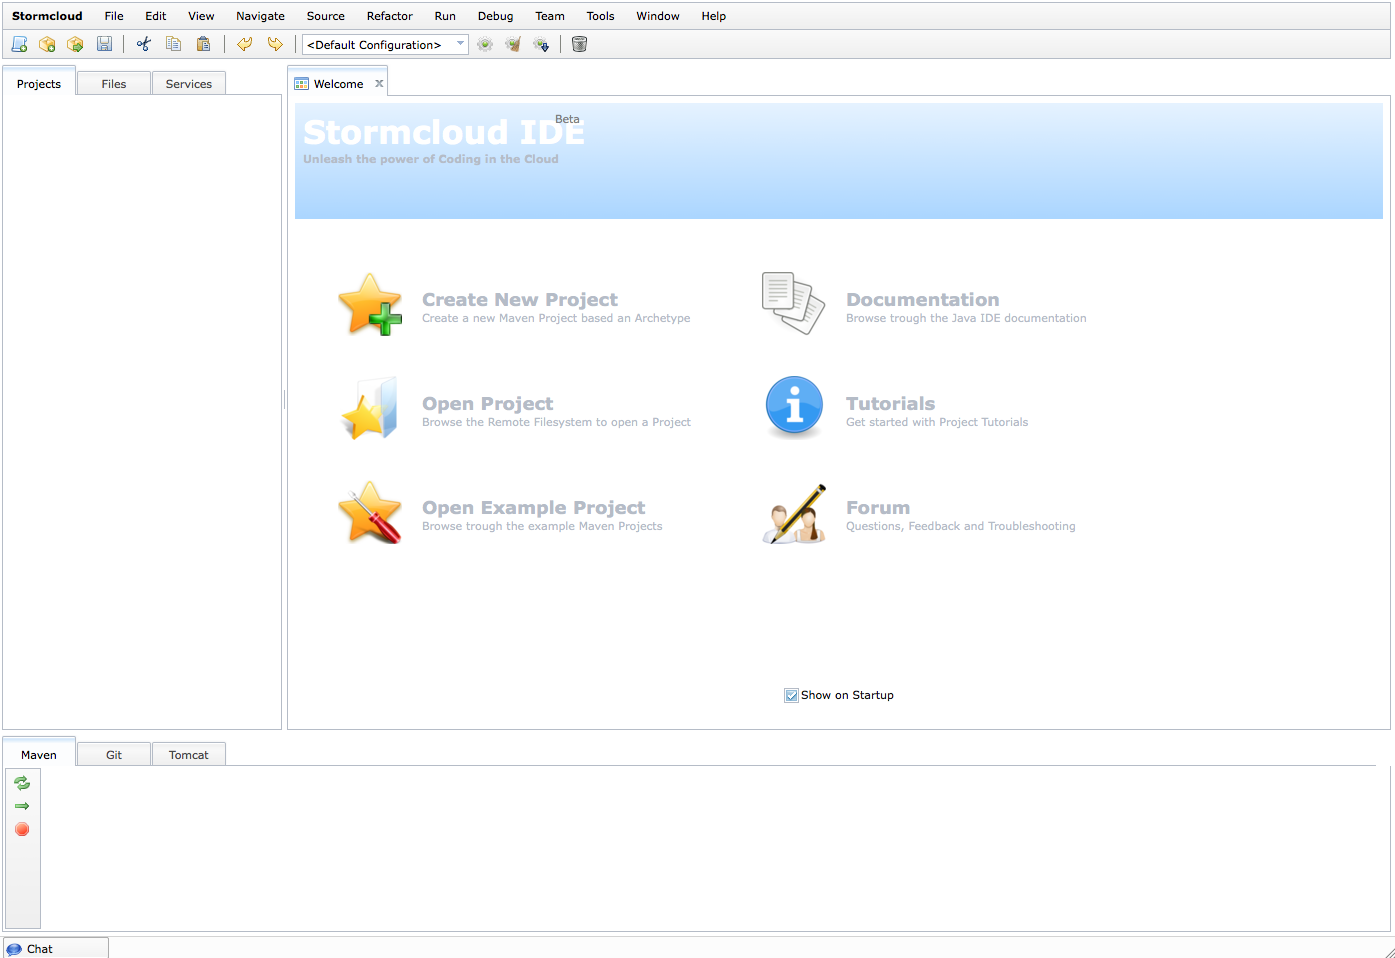 Stormcloud File Edit View Navigate Source Refactor Run Debug Team Tools Window Help
<Default Configuration>
Projects Files Services
Welcome x
Beta
Stormcloud IDE
Unleash the power of Coding in the Cloud
Create New Project
Create a new Maven Project based an Archetype
Documentation
Browse trough the Java IDE documentation
Open Project
Browse the Remote Filesystem to open a Project
Tutorials
Get started with Project Tutorials
Open Example Project
Browse trough the example Maven Projects
Forum
Questions, Feedback and Troubleshooting
Show on Startup
Maven Git Tomcat
Chat